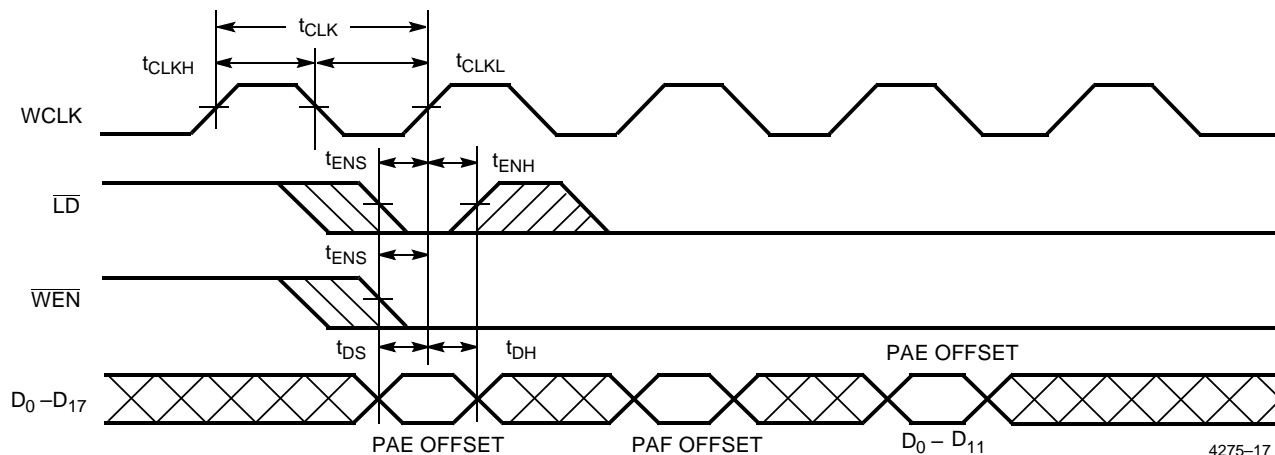 tCLK
tCLKH
tCLKL
WCLK
tENS
tENH
LD
tENS
WEN
tDS
tDH
PAE OFFSET
D0 –D17
PAE OFFSET
PAF OFFSET
D0 – D11
4275–17